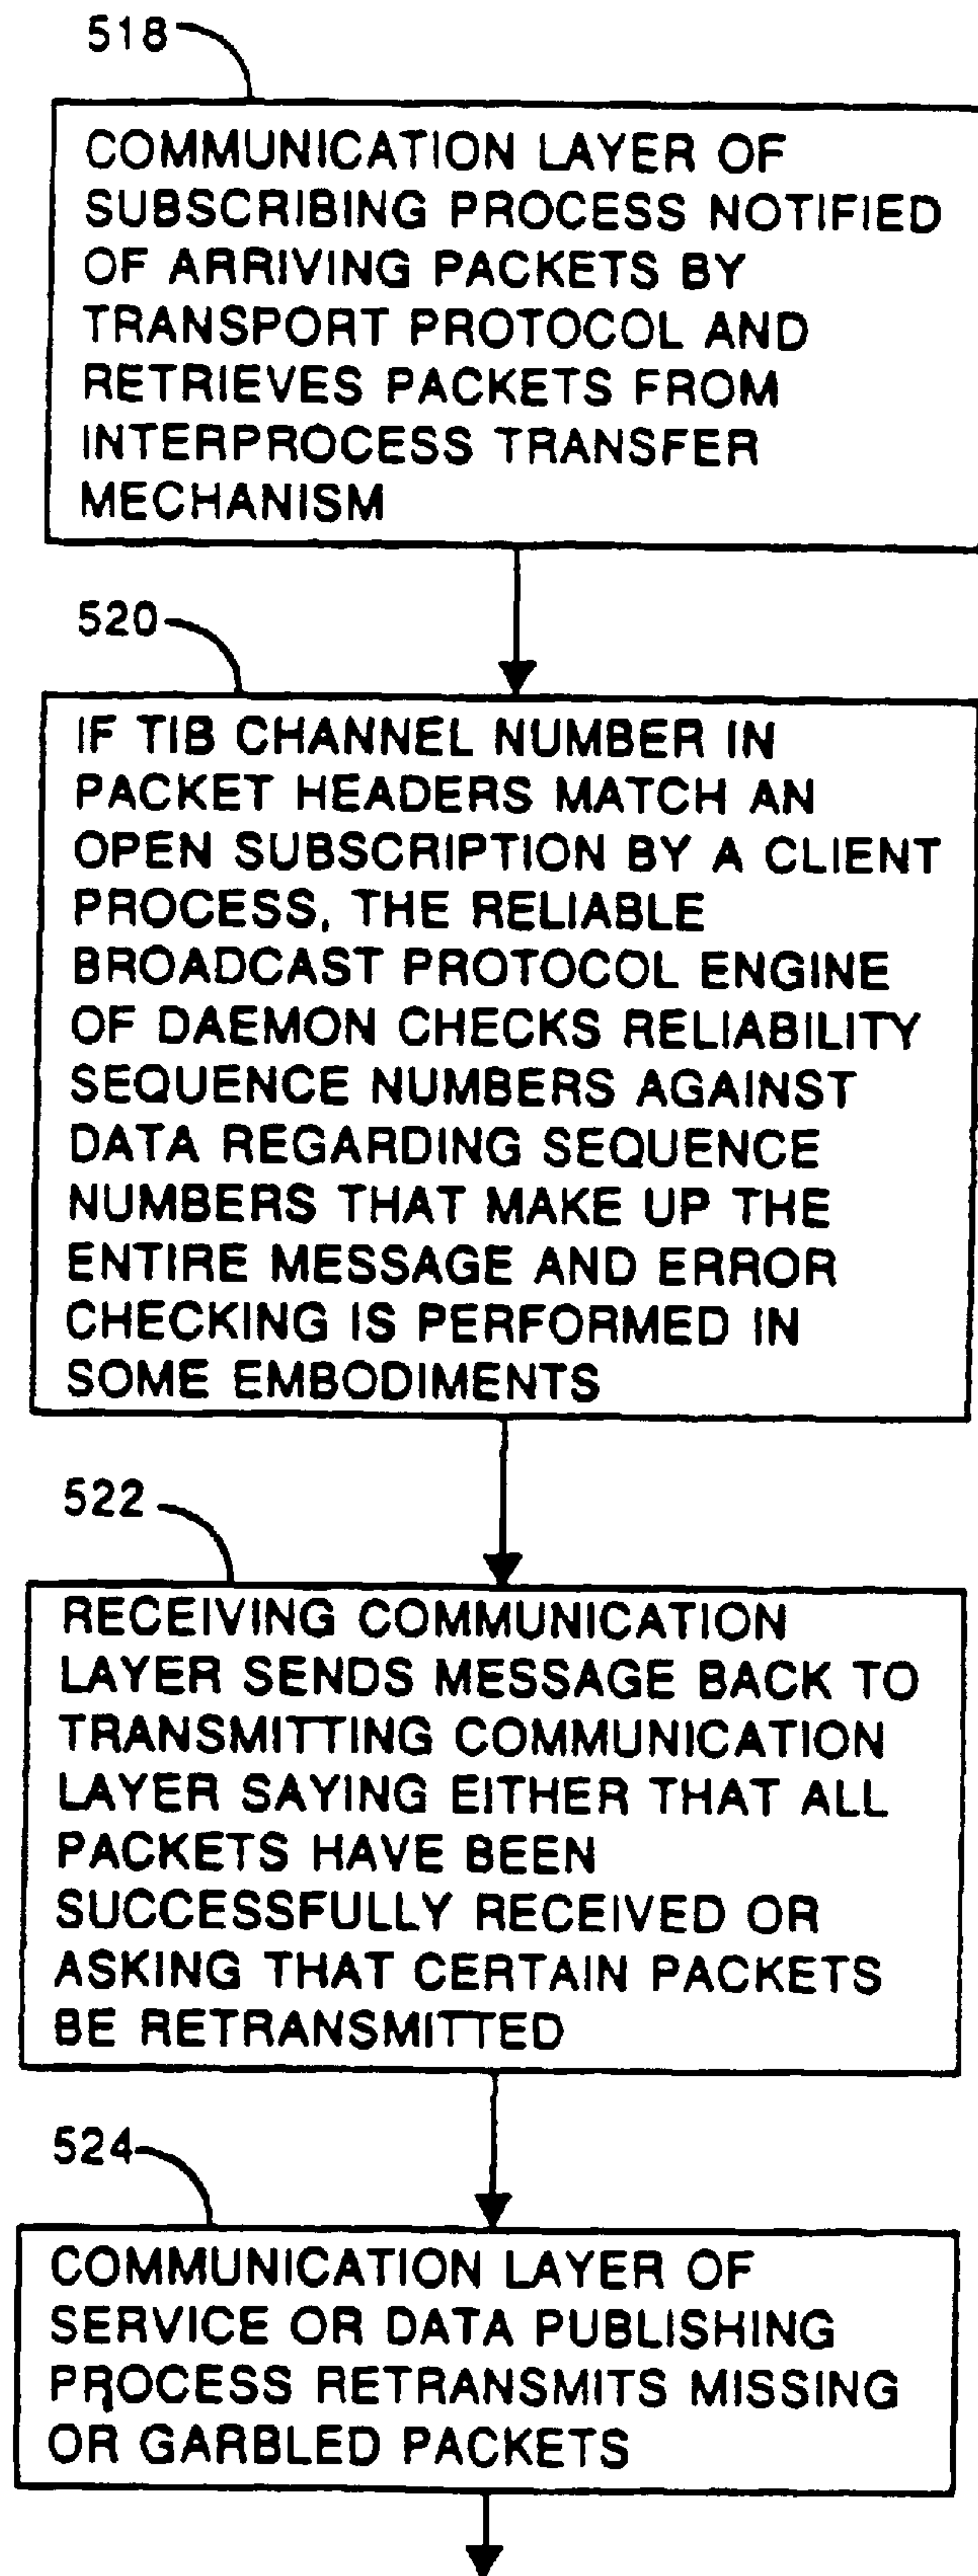 518
COMMUNICATION LAYER OF
SUBSCRIBING PROCESS NOTIFIED
OF ARRIVING PACKETS BY
TRANSPORT PROTOCOL AND
RETRIEVES PACKETS FROM
INTERPROCESS TRANSFER
MECHANISM
520
IF TIB CHANNEL NUMBER IN
PACKET HEADERS MATCH AN
OPEN SUBSCRIPTION BY A CLIENT
PROCESS, THE RELIABLE
BROADCAST PROTOCOL ENGINE
OF DAEMON CHECKS RELIABILITY
SEQUENCE NUMBERS AGAINST
DATA REGARDING SEQUENCE
NUMBERS THAT MAKE UP THE
ENTIRE MESSAGE AND ERROR
CHECKING IS PERFORMED IN
SOME EMBODIMENTS
522
RECEIVING COMMUNICATION
LAYER SENDS MESSAGE BACK TO
TRANSMITTING COMMUNICATION
LAYER SAYING EITHER THAT ALL
PACKETS HAVE BEEN
SUCCESSFULLY RECEIVED OR
ASKING THAT CERTAIN PACKETS
BE RETRANSMITTED
524
COMMUNICATION LAYER OF
SERVICE OR DATA PUBLISHING
PROCESS RETRANSMITS MISSING
OR GARBLED PACKETS